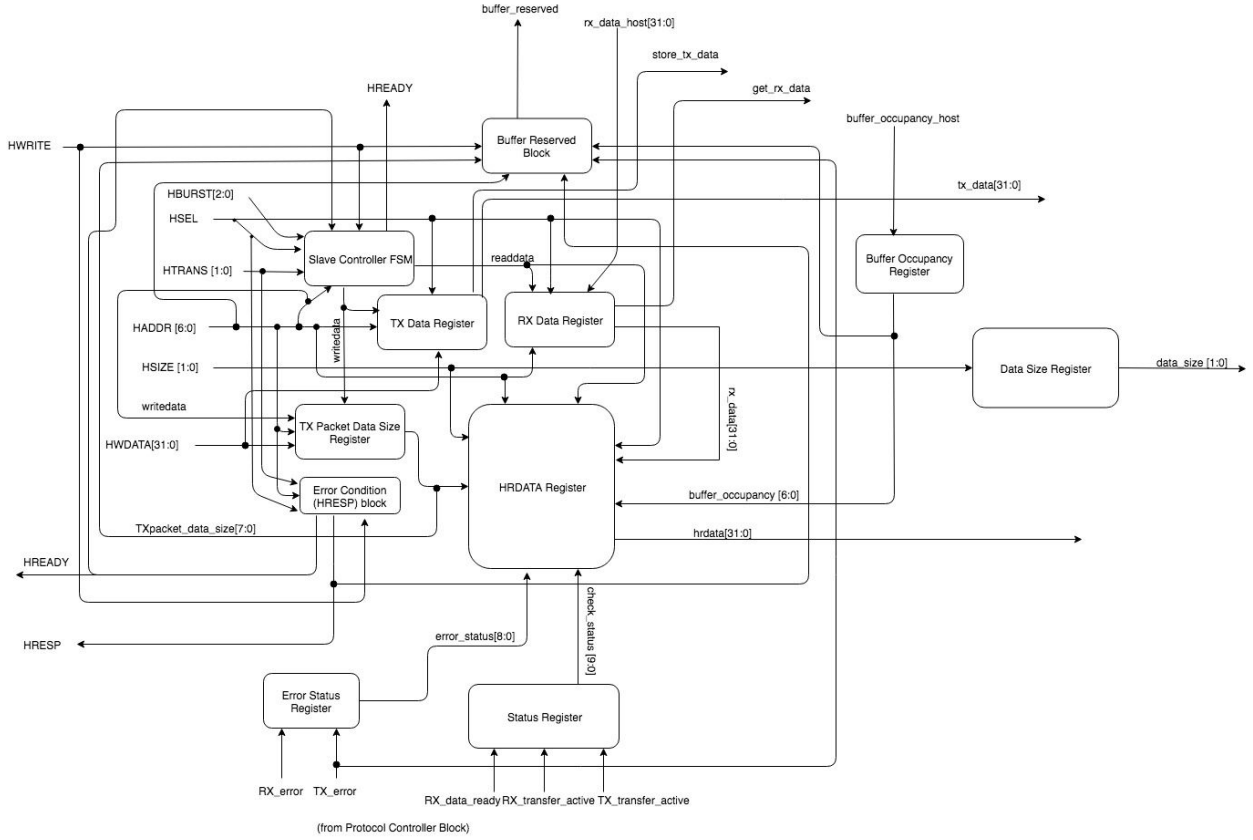 buffer_reserved
rx_data_host[31:0]
store_tx_data
HREADY
get_rx_data
buffer_occupancy_host
HWRITE
Buffer Reserved
Block
HBURST[2:0]
tx_data[31:0]
HSEL
Slave Controller FSM
readdata
Buffer Occupancy
Register
HTRANS [1:0]
HADDR [6:0]
TX Data Register
RX Data Register
writedata
HSIZE [1:0]
Data Size Register
data_size [1:0]
rx_data[31:0]
writedata
TX Packet Data Size
Register
HWDATA[31:0]
Error Condition
(HRESP) block
HRDATA Register
buffer_occupancy [6:0]
TXpacket_data_size[7:0]
hrdata[31:0]
HREADY
check_status [9:0]
error_status[8:0]
HRESP
Error Status
Register
Status Register
RX_error
TX_error
RX_data_ready
RX_transfer_active
TX_transfer_active
(from Protocol Controller Block)